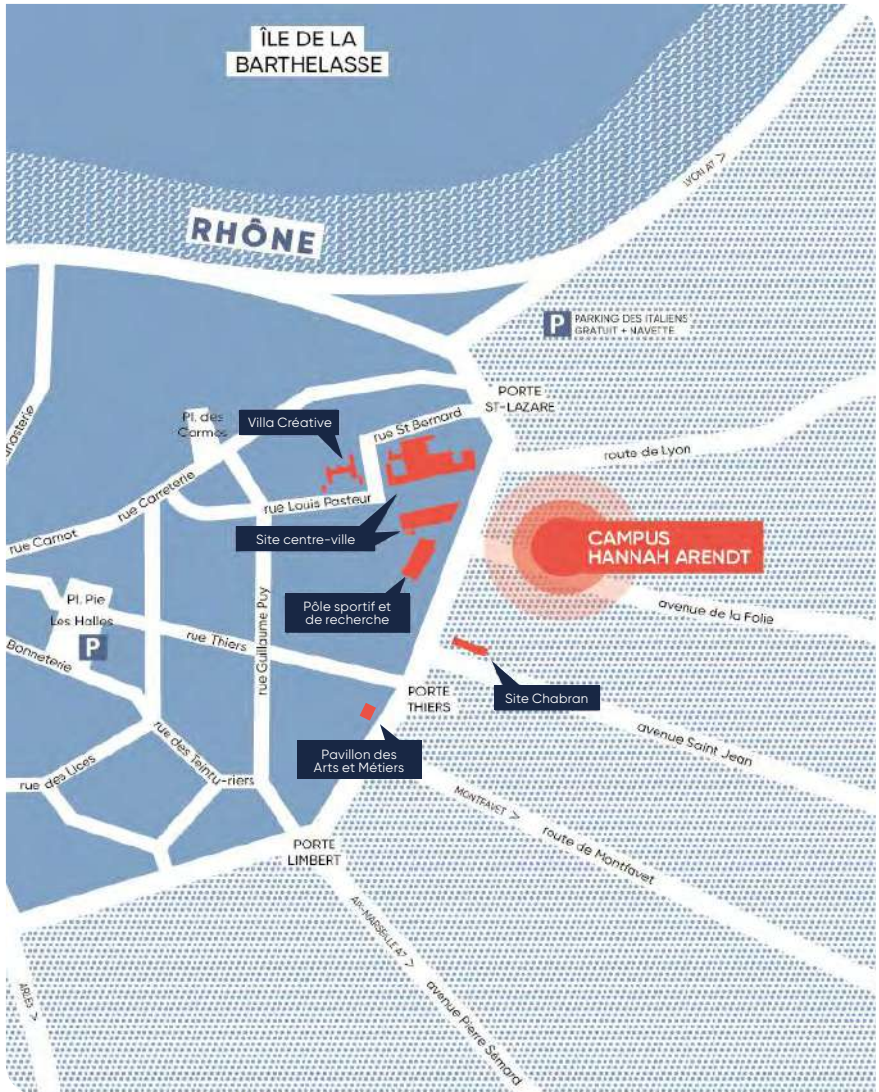 ÎLE DE LA
BARTHELASSE
RHÔNE
LYON A7 >
P
PARKING DES ITALIENS
GRATUIT + NAVETTE
PORTE
ST-LAZARE
Pl. des
Carmes
Villa Créative
rue St Bernard
route de Lyon
rue Carreterie
rue Louis Pasteur
rue Carnot
Site centre-ville
CAMPUS
HANNAH ARENDT
Pl. Pie
Les Halles
P
Pôle sportif et
de recherche
avenue de la Folie
Bonneterie
rue Thiers
rue Guillaume Puy
PORTE
THIERS
Site Chabran
avenue Saint Jean
rue des Teintu-riers
Pavillon des
Arts et Métiers
rue des Lices
MONTFAVET >
route de Montfavet
PORTE
LIMBERT
AIX-MARSEILLE A7 >
avenue Pierre Sémard
ARLES >